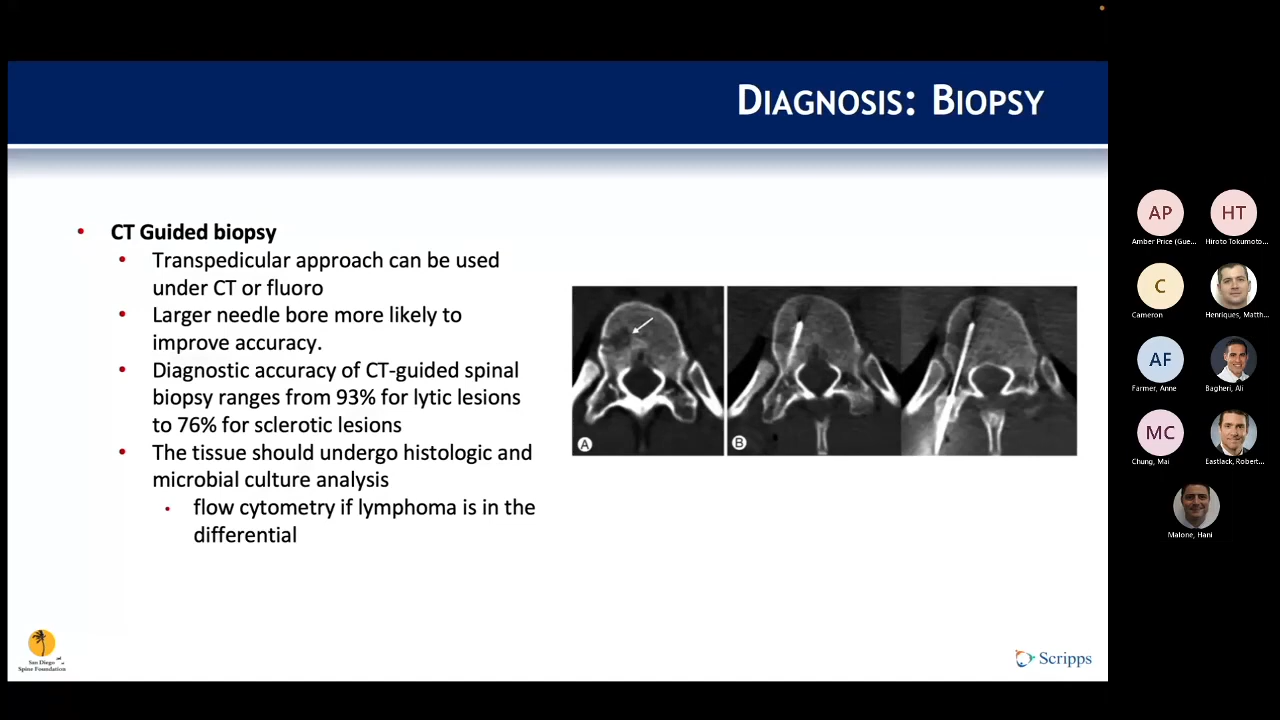 DIAGNOSIS: BIOPSY
• CT Guided biopsy
• Transpedicular approach can be used
under CT or fluoro
• Larger needle bore more likely to
improve accuracy.
• Diagnostic accuracy of CT-guided spinal
biopsy ranges from 93% for lytic lesions
to 76% for sclerotic lesions
• The tissue should undergo histologic and
microbial culture analysis
• flow cytometry if lymphoma is in the
differential
A
B
San Diego
Spine Foundation
Scripps
AP
HT
Amber Price (Gue...
Hiroto Tokumoto...
C
Cameron
Henriques, Matth...
AF
Farmer, Anne
Bagheri, Ali
MC
Chung, Mai
Eastlack, Robert...
Malone, Hani